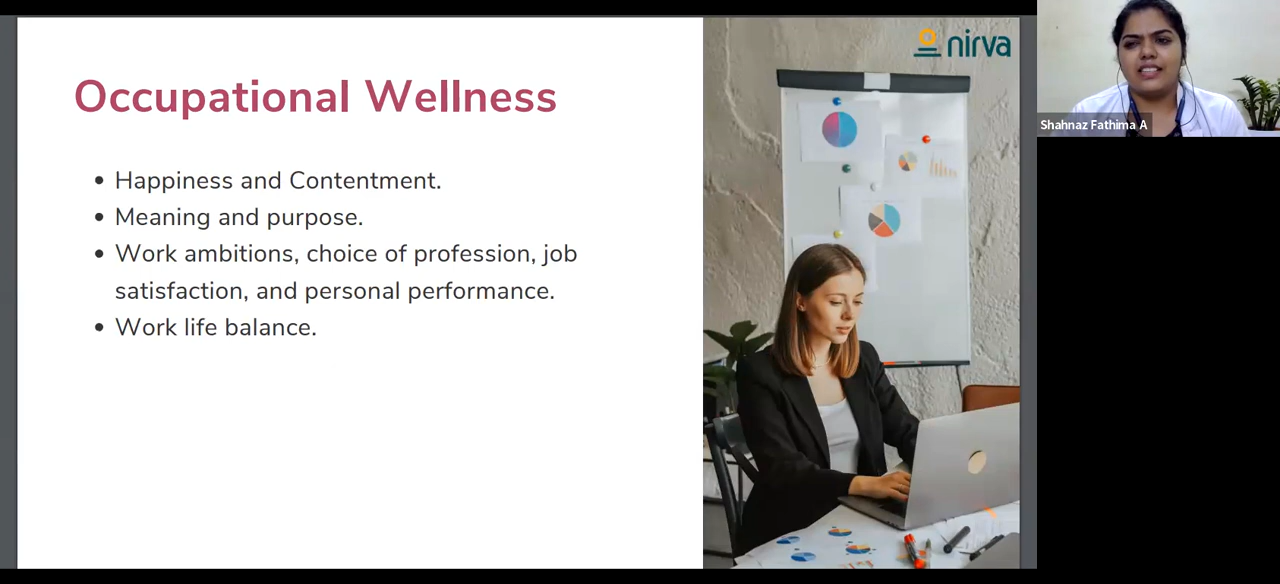 Occupational Wellness
• Happiness and Contentment.
• Meaning and purpose.
• Work ambitions, choice of profession, job
satisfaction, and personal performance.
• Work life balance.
nirva
Shahnaz Fathima A